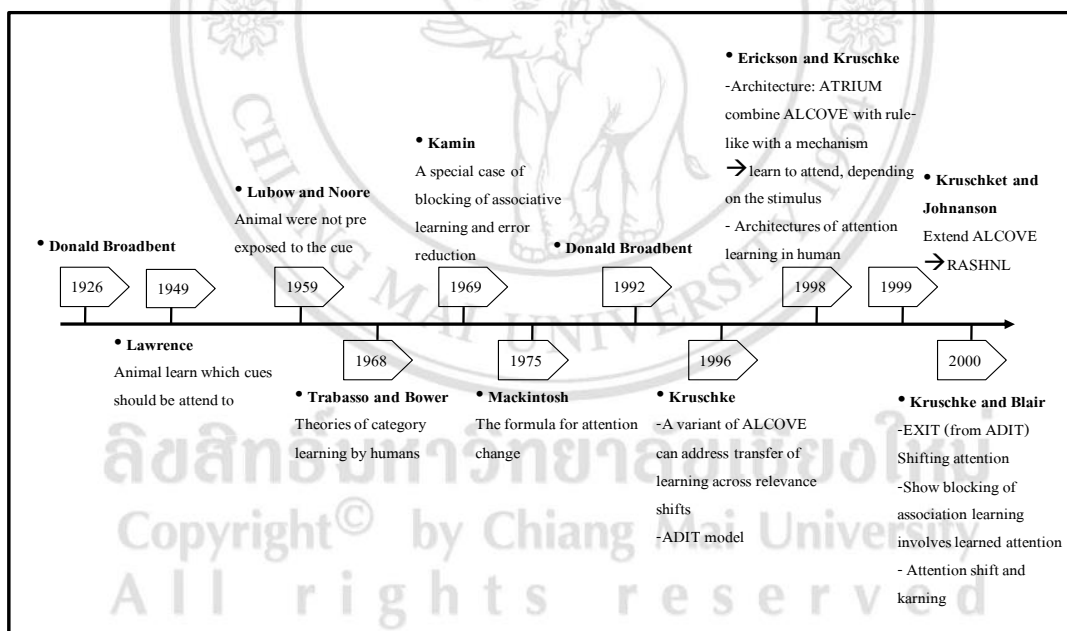 • Donald Broadbent
1926
1949
• Lawrence
Animal learn which cues
should be attend to
• Lubow and Noore
Animal were not pre
exposed to the cue
1959
1968
• Trabasso and Bower
Theories of category
learning by humans
• Kamin
A special case of
blocking of associative
learning and error
reduction
1969
1975
• Mackintosh
The formula for attention
change
• Donald Broadbent
1992
1996
• Kruschke
-A variant of ALCOVE
can address transfer of
learning across relevance
shifts
-ADIT model
• Erickson and Kruschke
-Architecture: ATRIUM
combine ALCOVE with rule-
like with a mechanism
→ learn to attend, depending
on the stimulus
- Architectures of attention
learning in human
1998
• Kruschket and
Johnanson
Extend ALCOVE
→ RASHNL
1999
2000
• Kruschke and Blair
-EXIT (from ADIT)
Shifting attention
-Show blocking of
association learning
involves learned attention
- Attention shift and
karning
CHIANG MAI UNIVERSITY 1964
ลิขสิทธิ์มหาวิทยาลัยเชียงใหม่
Copyright© by Chiang Mai University
All rights reserved